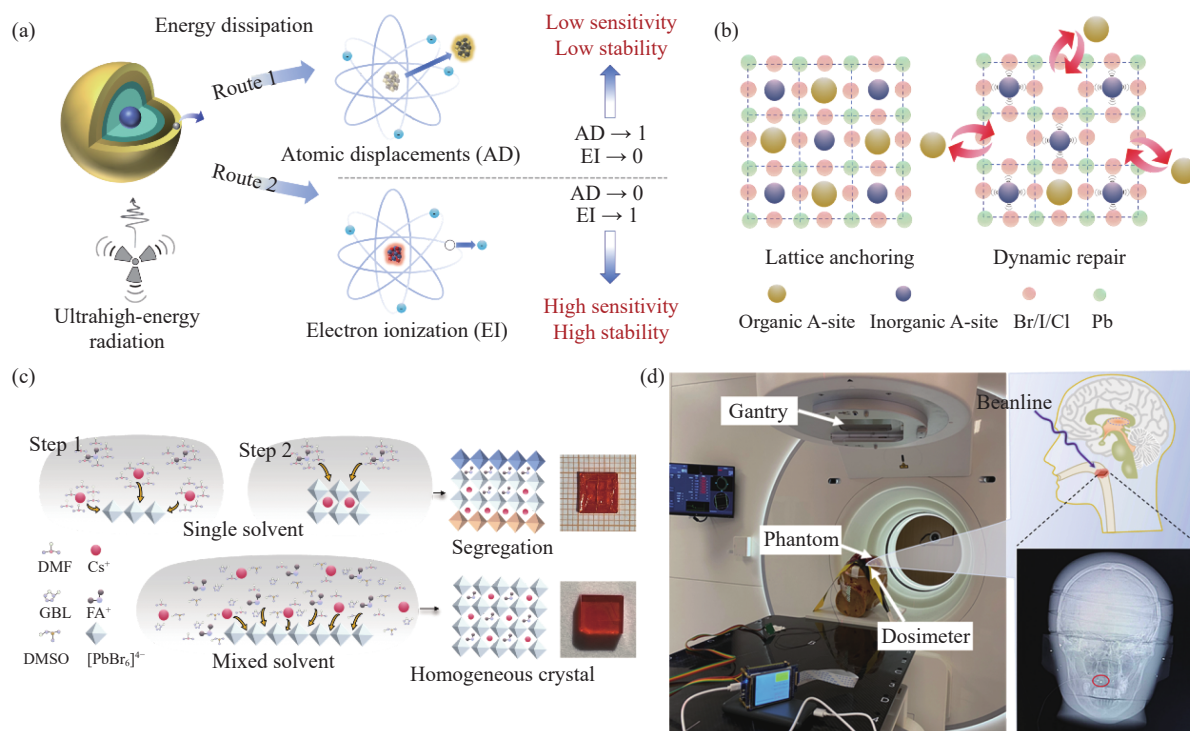 (a)
Energy dissipation
Route 1
Route 2
Ultrahigh-energy
radiation
Atomic displacements (AD)
Electron ionization (EI)
Low sensitivity
Low stability
AD → 1
EI → 0
AD → 0
EI → 1
High sensitivity
High stability
(b)
Lattice anchoring
Dynamic repair
Organic A-site
Inorganic A-site
Br/I/Cl
Pb
(c)
Step 1
Step 2
Single solvent
Segregation
DMF
Cs⁺
GBL
FA⁺
DMSO
[PbBr₆]⁴⁻
Mixed solvent
Homogeneous crystal
(d)
Gantry
Phantom
Dosimeter
Beanline